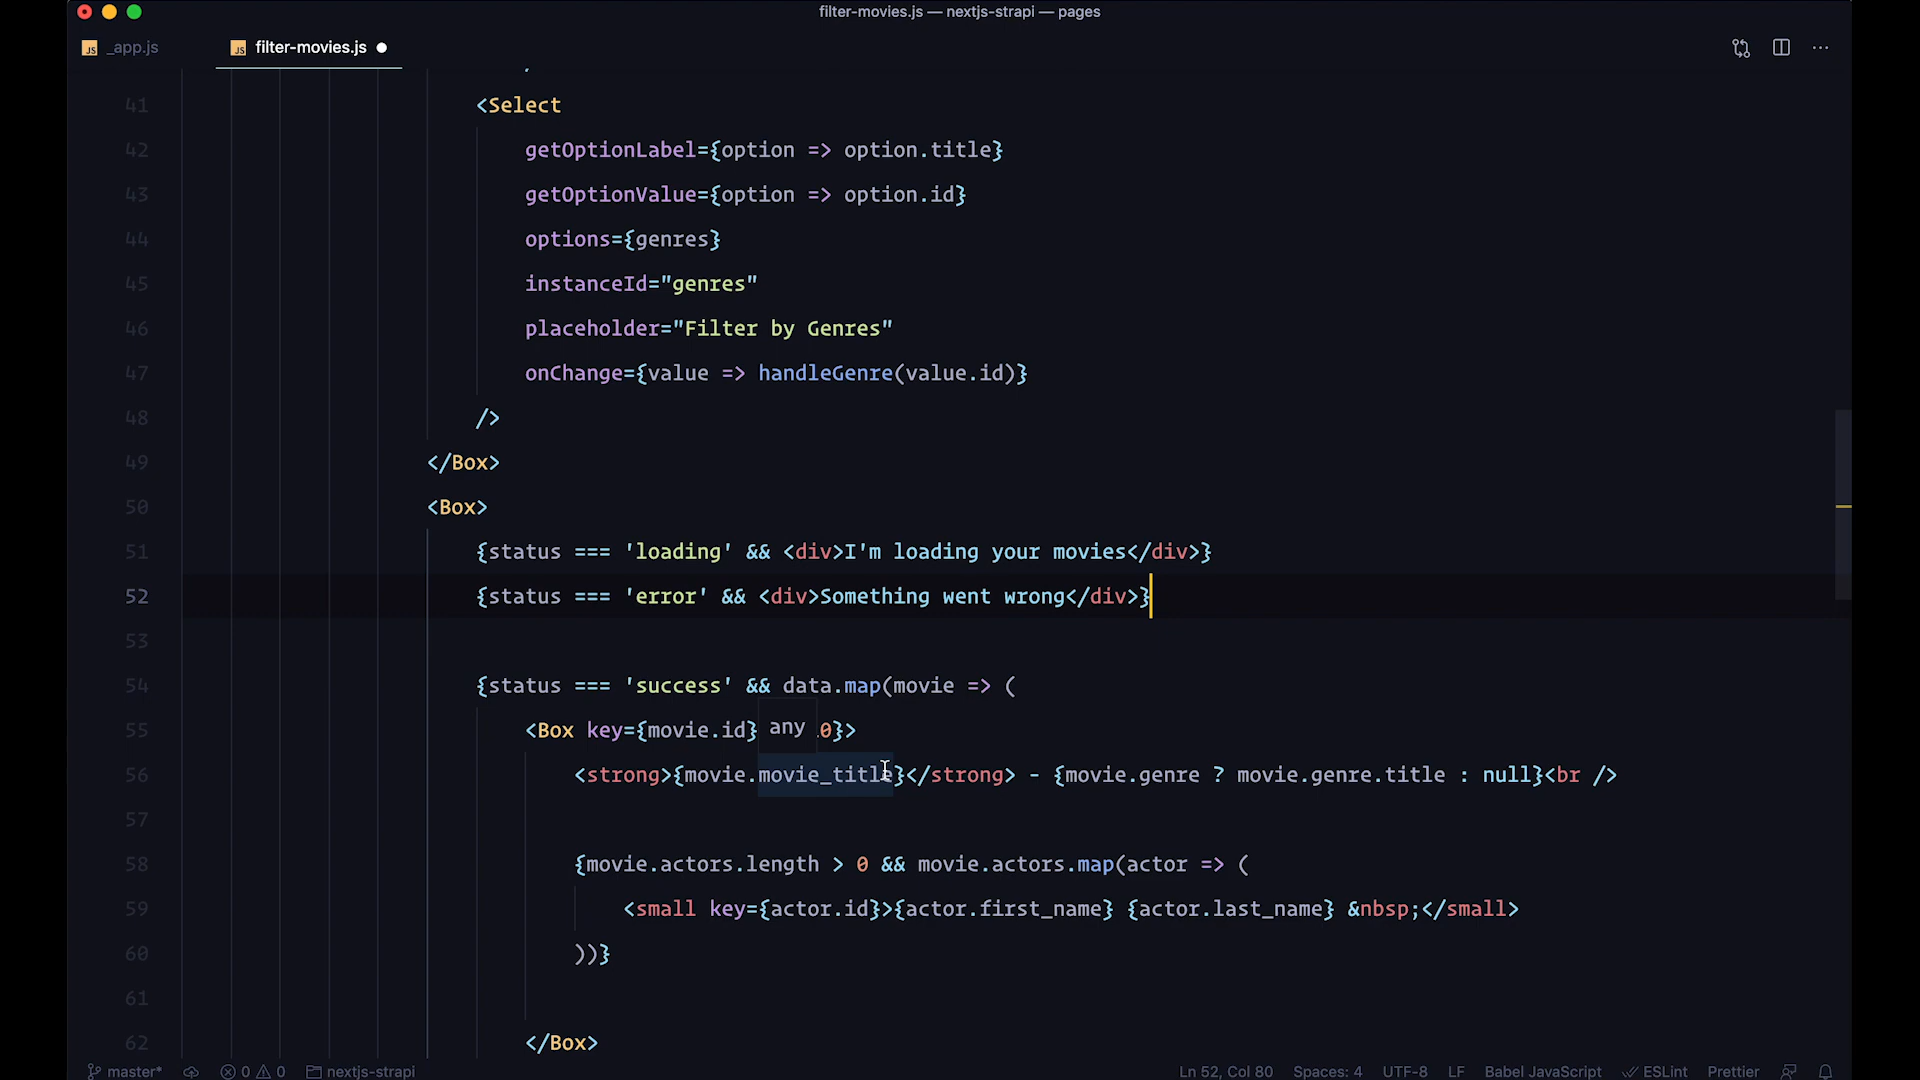 filter-movies.js — nextjs-strapi — pages
JS _app.js JS filter-movies.js
41 <Select
42 getOptionLabel={option => option.title}
43 getOptionValue={option => option.id}
44 options={genres}
45 instanceId="genres"
46 placeholder="Filter by Genres"
47 onChange={value => handleGenre(value.id)}
48 />
49 </Box>
50 <Box>
51 {status === 'loading' && <div>I'm loading your movies</div>}
52 {status === 'error' && <div>Something went wrong</div>}
53
54 {status === 'success' && data.map(movie => (
55 <Box key={movie.id} any .0}>
56 <strong>{movie.movie_title}</strong> - {movie.genre ? movie.genre.title : null}<br />
57
58 {movie.actors.length > 0 && movie.actors.map(actor => (
59 <small key={actor.id}>{actor.first_name} {actor.last_name} &nbsp;</small>
60 ))}
61
62 </Box>
master* 0 0 nextjs-strapi Ln 52, Col 80 Spaces: 4 UTF-8 LF Babel JavaScript ESLint Prettier